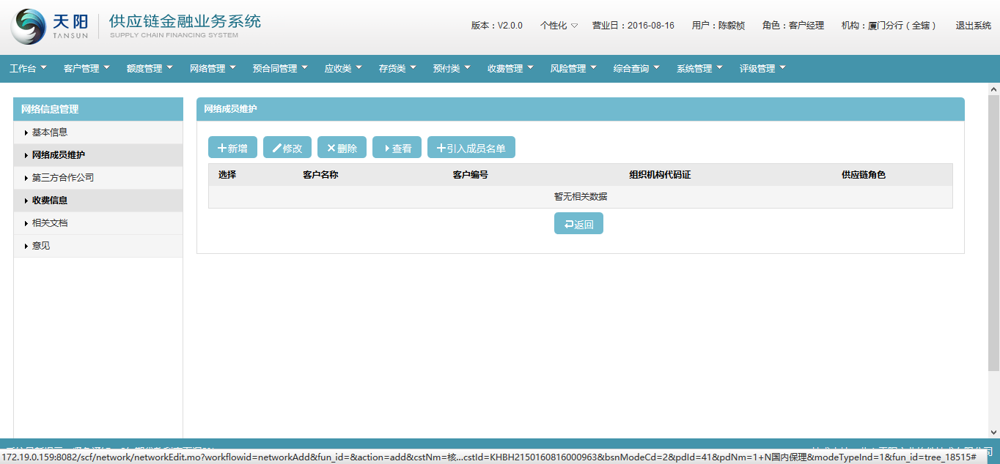 天阳
TANSUN
供应链金融业务系统
SUPPLY CHAIN FINANCING SYSTEM
版本：V2.0.0 个性化 营业日：2016-08-16 用户：陈毅桢 角色：客户经理 机构：厦门分行（全辖） 退出系统
工作台 客户管理 额度管理 网络管理 预合同管理 应收类 存货类 预付类 收费管理 风险管理 综合查询 系统管理 评级管理
网络信息管理
基本信息
网络成员维护
第三方合作公司
收费信息
相关文档
意见
网络成员维护
新增 修改 删除 查看 引入成员名单
选择 客户名称 客户编号 组织机构代码证 供应链角色
暂无相关数据
返回
172.19.0.159:8082/scf/network/networkEdit.mo?workflowid=networkAdd&fun_id=&action=add&cstNm=核...cstId=KHBH2150160816000963&bsnModeCd=2&pdId=41&pdNm=1+N国内保理&modeTypeInd=1&fun_id=tree_18515#